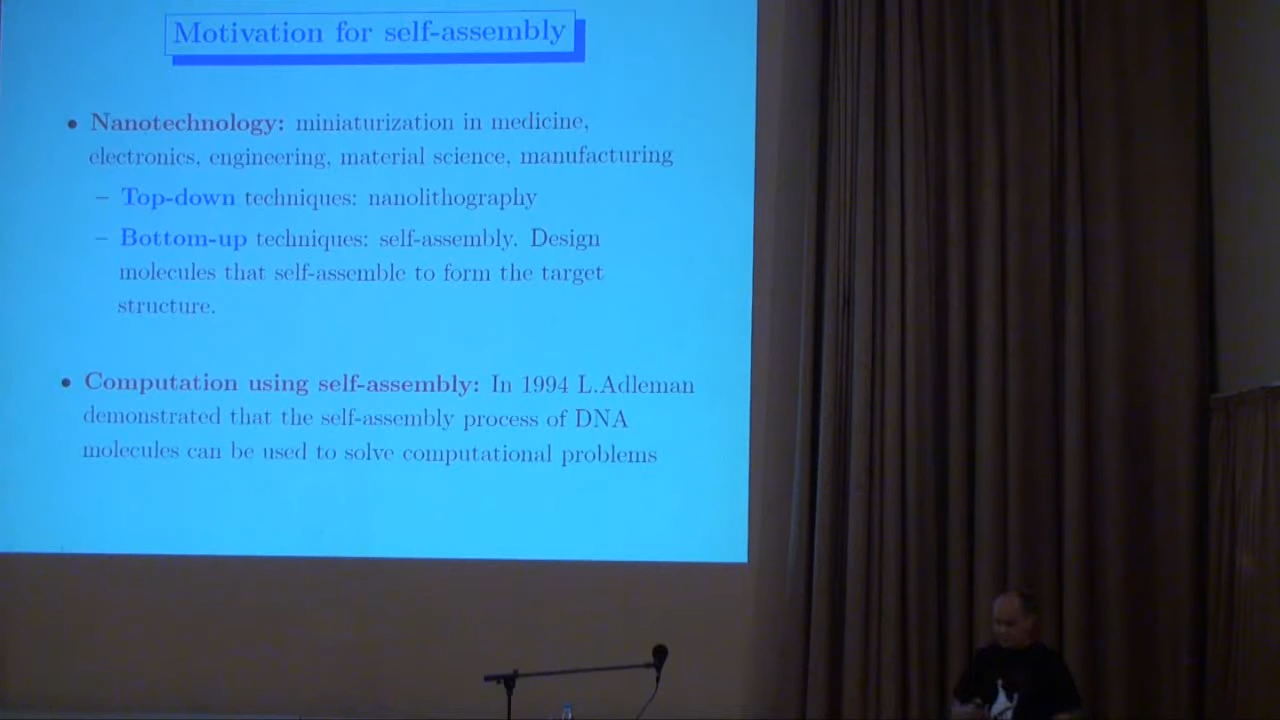 Motivation for self-assembly
• Nanotechnology: miniaturization in medicine,
electronics, engineering, material science, manufacturing
– Top-down techniques: nanolithography
– Bottom-up techniques: self-assembly. Design
molecules that self-assemble to form the target
structure.
• Computation using self-assembly: In 1994 L.Adleman
demonstrated that the self-assembly process of DNA
molecules can be used to solve computational problems